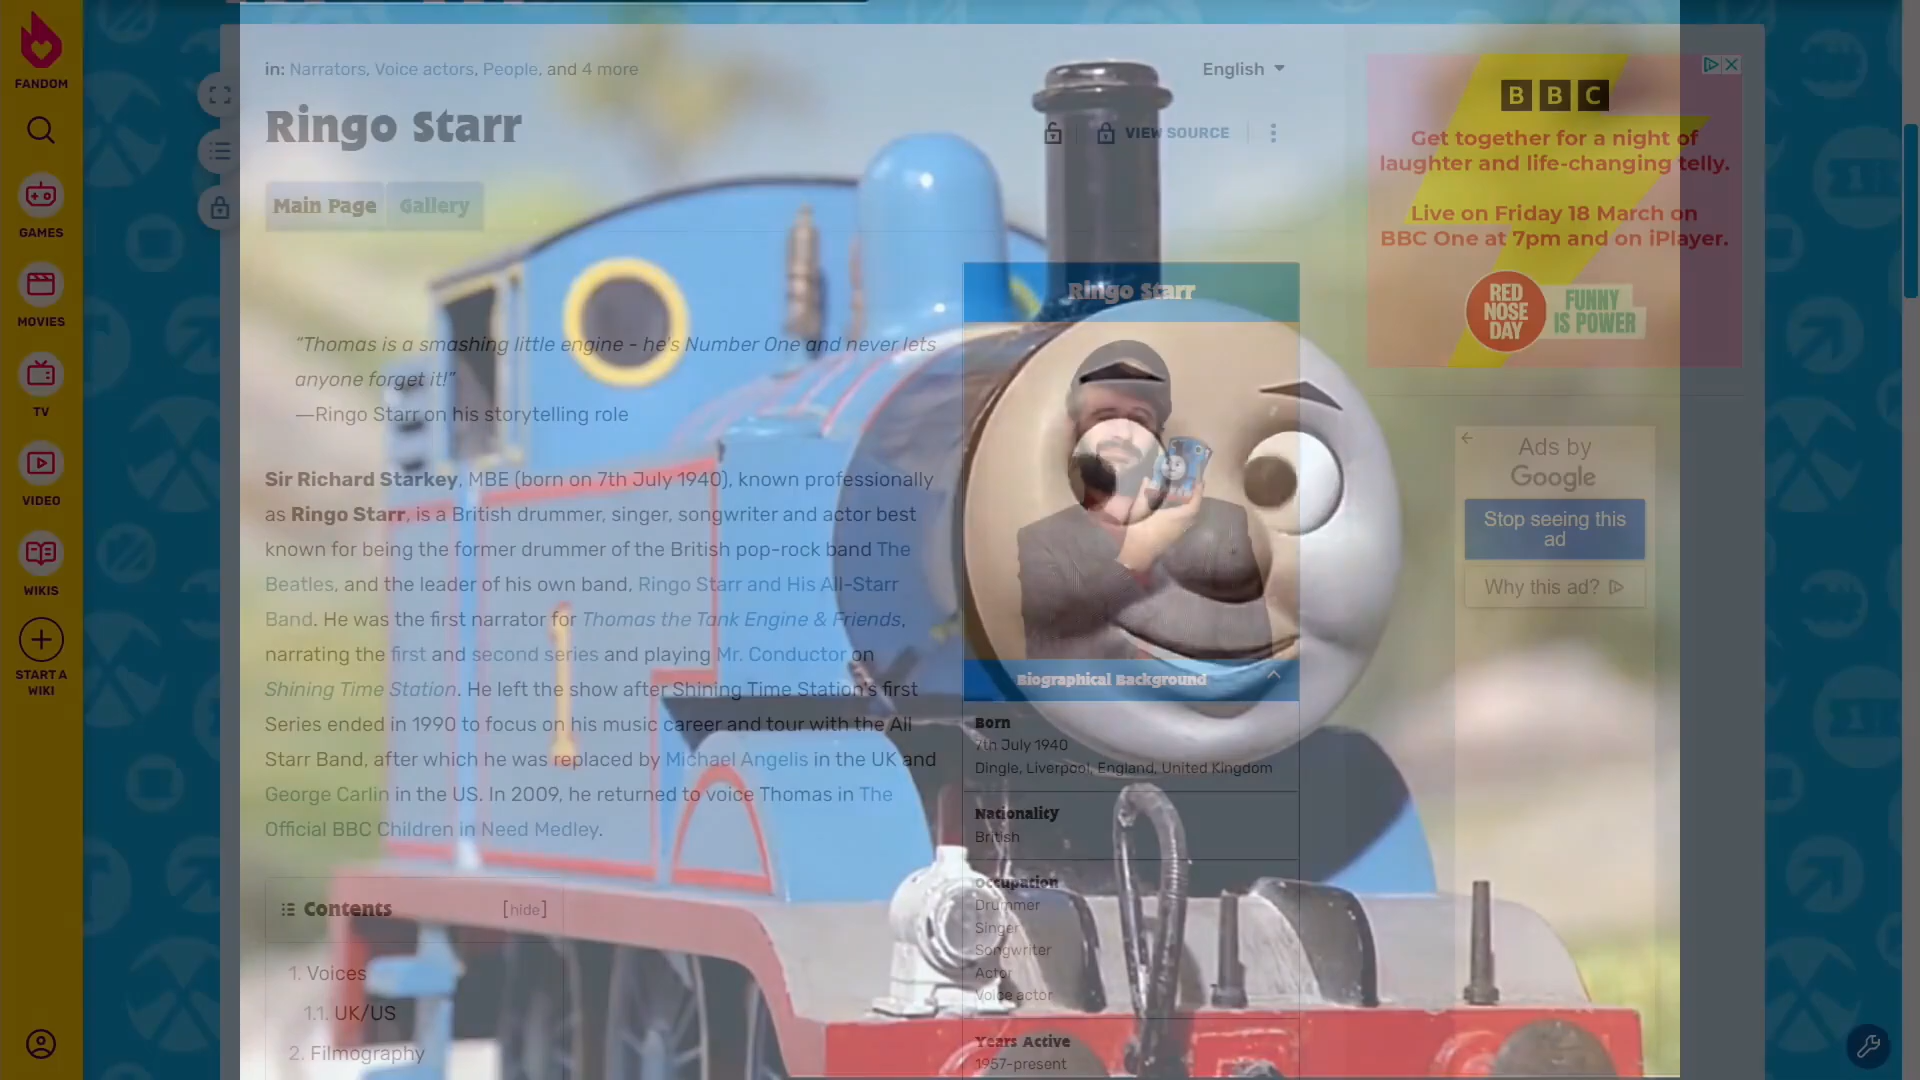 FANDOM
GAMES
MOVIES
TV
VIDEO
WIKIS
START A
WIKI
in: Narrators, Voice actors, People, and 4 more
English
Ringo Starr
VIEW SOURCE
Main Page
Gallery
“Thomas is a smashing little engine - he's Number One and never lets
anyone forget it!”
—Ringo Starr on his storytelling role
Sir Richard Starkey, MBE (born on 7th July 1940), known professionally
as Ringo Starr, is a British drummer, singer, songwriter and actor best
known for being the former drummer of the British pop-rock band The
Beatles, and the leader of his own band, Ringo Starr and His All-Starr
Band. He was the first narrator for Thomas the Tank Engine & Friends,
narrating the first and second series and playing Mr. Conductor on
Shining Time Station. He left the show after Shining Time Station's first
Series ended in 1990 to focus on his music career and tour with the All
Starr Band, after which he was replaced by Michael Angelis in the UK and
George Carlin in the US. In 2009, he returned to voice Thomas in The
Official BBC Children in Need Medley.
Contents
[hide]
1. Voices
1.1. UK/US
2. Filmography
Ringo Starr
Biographical Background
Born
7th July 1940
Dingle, Liverpool, England, United Kingdom
Nationality
British
Occupation
Drummer
Singer
Songwriter
Actor
Voice actor
Years Active
1957-present
BBC
Get together for a night of
laughter and life-changing telly.
Live on Friday 18 March on
BBC One at 7pm and on iPlayer.
RED
NOSE
DAY
FUNNY
IS POWER
Ads by
Google
Stop seeing this
ad
Why this ad?